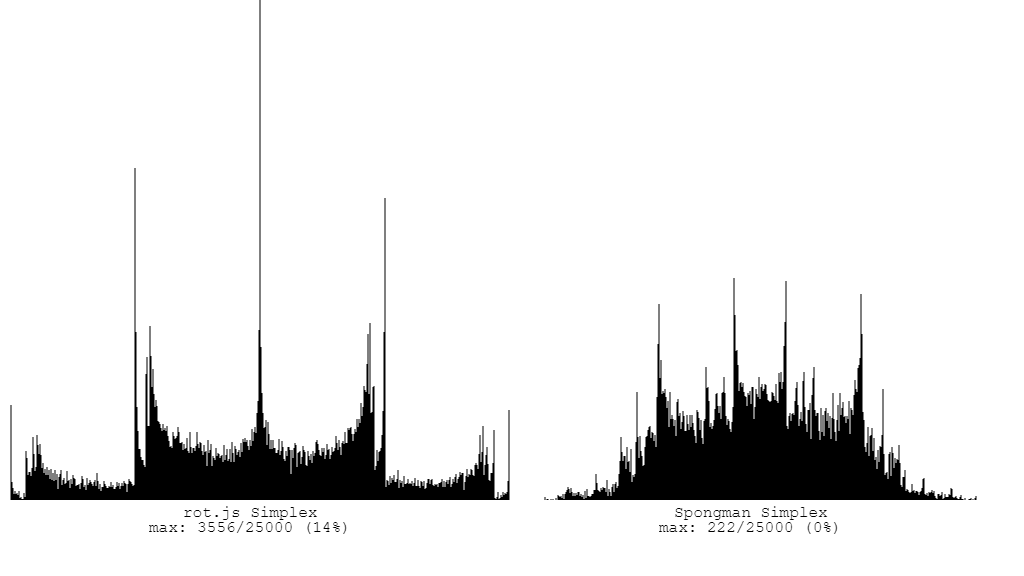 rot.js Simplex
max: 3556/25000 (14%)
Spongman Simplex
max: 222/25000 (0%)